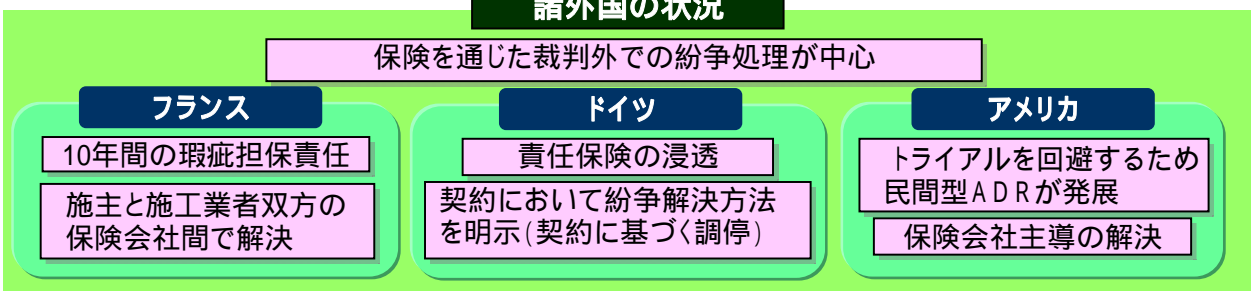 諸外国の状況
保険を通じた裁判外での紛争処理が中心
フランス
10年間の瑕疵担保責任
施主と施工業者双方の
保険会社間で解決
ドイツ
責任保険の浸透
契約において紛争解決方法
を明示(契約に基づく調停)
アメリカ
トライアルを回避するため
民間型ADRが発展
保険会社主導の解決